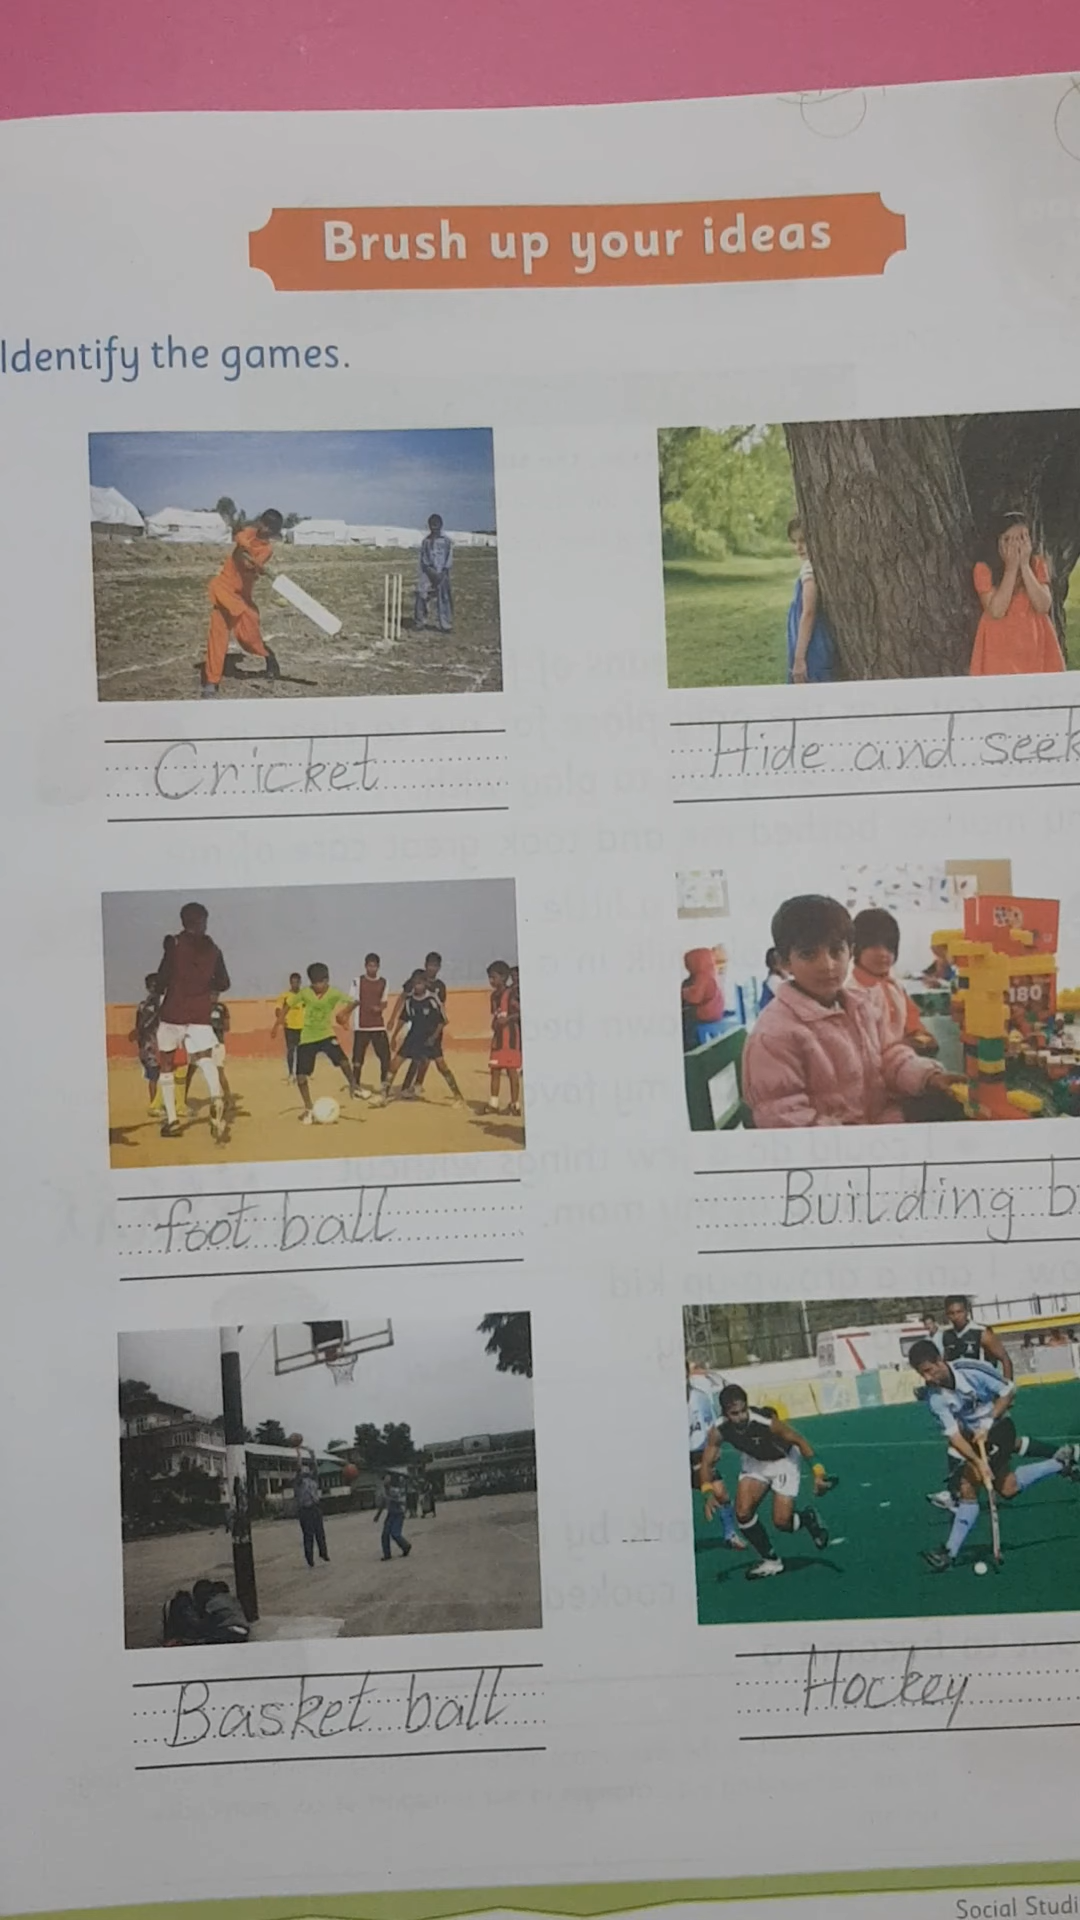 Brush up your ideas
Identify the games.
Cricket
Hide and seek
180
foot ball
Building b
Basket ball
Hockey
Social Studi